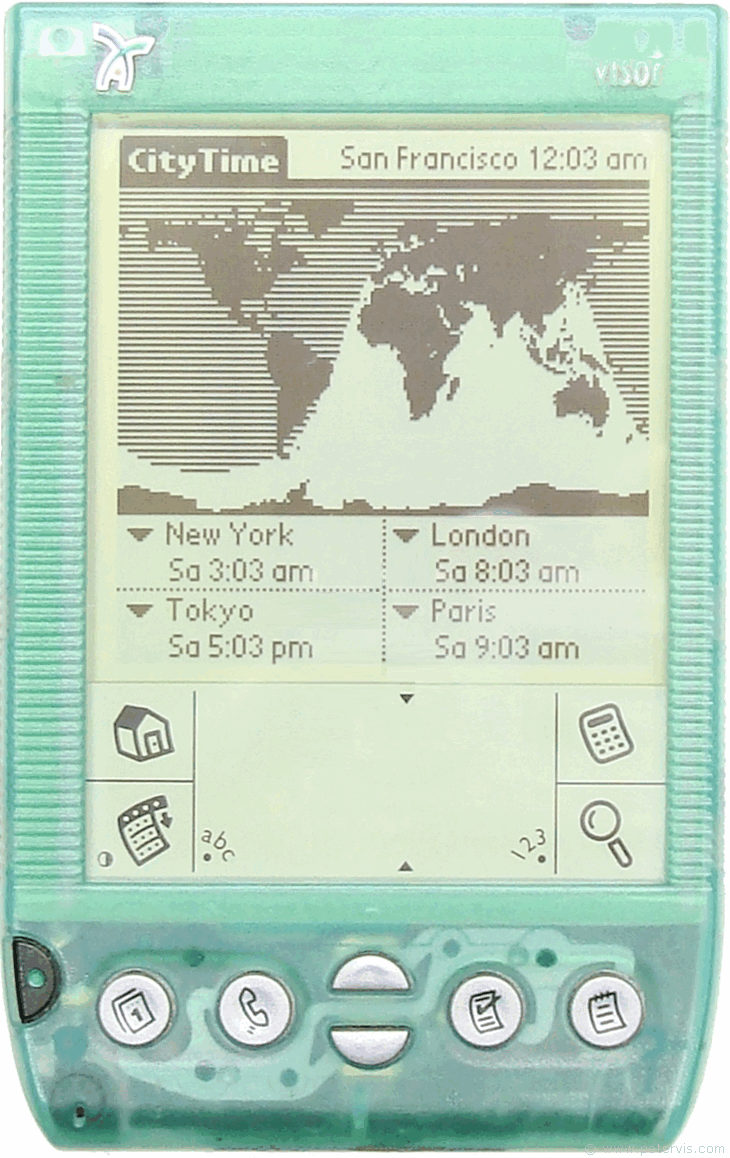 visor
CityTime
San Francisco 12:03 am
New York
Sa 3:03 am
London
Sa 8:03 am
Tokyo
Sa 5:03 pm
Paris
Sa 9:03 am
abc
123
1